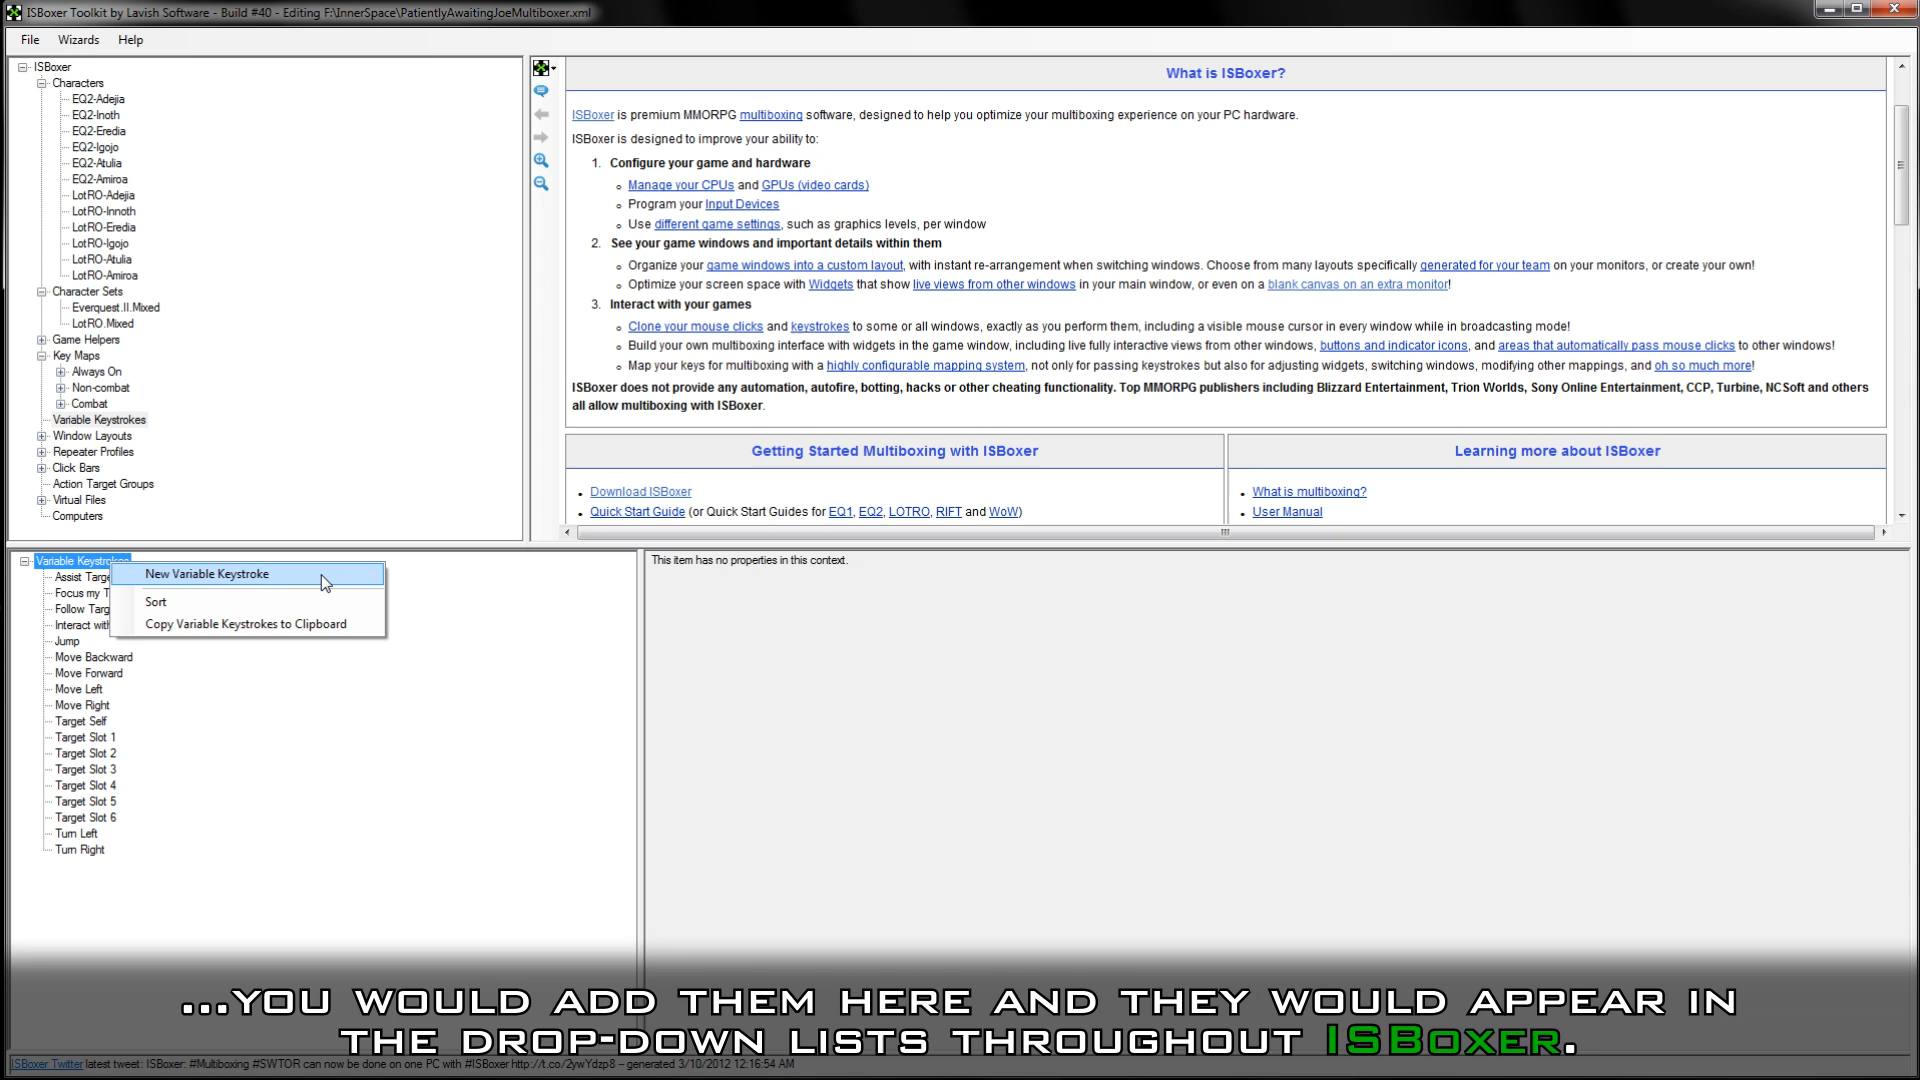 ISBoxer Toolkit by Lavish Software - Build #40 - Editing F:\InnerSpace\PatientlyAwaitingJoeMultiboxer.xml
File Wizards Help
ISBoxer
Characters
EQ2-Adejia
EQ2-Inoth
EQ2-Eredia
EQ2-Igojo
EQ2-Atulia
EQ2-Amiroa
LotRO-Adejia
LotRO-Innoth
LotRO-Eredia
LotRO-Igojo
LotRO-Atulia
LotRO-Amiroa
Character Sets
Everquest.II.Mixed
LotRO.Mixed
Game Helpers
Key Maps
Always On
Non-combat
Combat
Variable Keystrokes
Window Layouts
Repeater Profiles
Click Bars
Action Target Groups
Virtual Files
Computers
What is ISBoxer?
ISBoxer is premium MMORPG multiboxing software, designed to help you optimize your multiboxing experience on your PC hardware.
ISBoxer is designed to improve your ability to:
1. Configure your game and hardware
Manage your CPUs and GPUs (video cards)
Program your Input Devices
Use different game settings, such as graphics levels, per window
2. See your game windows and important details within them
Organize your game windows into a custom layout, with instant re-arrangement when switching windows. Choose from many layouts specifically generated for your team on your monitors, or create your own!
Optimize your screen space with Widgets that show live views from other windows in your main window, or even on a blank canvas on an extra monitor!
3. Interact with your games
Clone your mouse clicks and keystrokes to some or all windows, exactly as you perform them, including a visible mouse cursor in every window while in broadcasting mode!
Build your own multiboxing interface with widgets in the game window, including live fully interactive views from other windows, buttons and indicator icons, and areas that automatically pass mouse clicks to other windows!
Map your keys for multiboxing with a highly configurable mapping system, not only for passing keystrokes but also for adjusting widgets, switching windows, modifying other mappings, and oh so much more!
ISBoxer does not provide any automation, autofire, botting, hacks or other cheating functionality. Top MMORPG publishers including Blizzard Entertainment, Trion Worlds, Sony Online Entertainment, CCP, Turbine, NCSoft and others
all allow multiboxing with ISBoxer.
Getting Started Multiboxing with ISBoxer
Download ISBoxer
Quick Start Guide (or Quick Start Guides for EQ1, EQ2, LOTRO, RIFT and WoW)
Learning more about ISBoxer
What is multiboxing?
User Manual
Variable Keystrokes
Assist Targe
Focus my T
Follow Targ
Interact with
Jump
Move Backward
Move Forward
Move Left
Move Right
Target Self
Target Slot 1
Target Slot 2
Target Slot 3
Target Slot 4
Target Slot 5
Target Slot 6
Turn Left
Turn Right
New Variable Keystroke
Sort
Copy Variable Keystrokes to Clipboard
This item has no properties in this context.
...YOU WOULD ADD THEM HERE AND THEY WOULD APPEAR IN
THE DROP-DOWN LISTS THROUGHOUT ISBOXER.
ISBoxer Twitter latest tweet: ISBoxer: #Multiboxing #SWTOR can now be done on one PC with #ISBoxer http://t.co/2ywYdzp8 -- generated 3/10/2012 12:16:54 AM